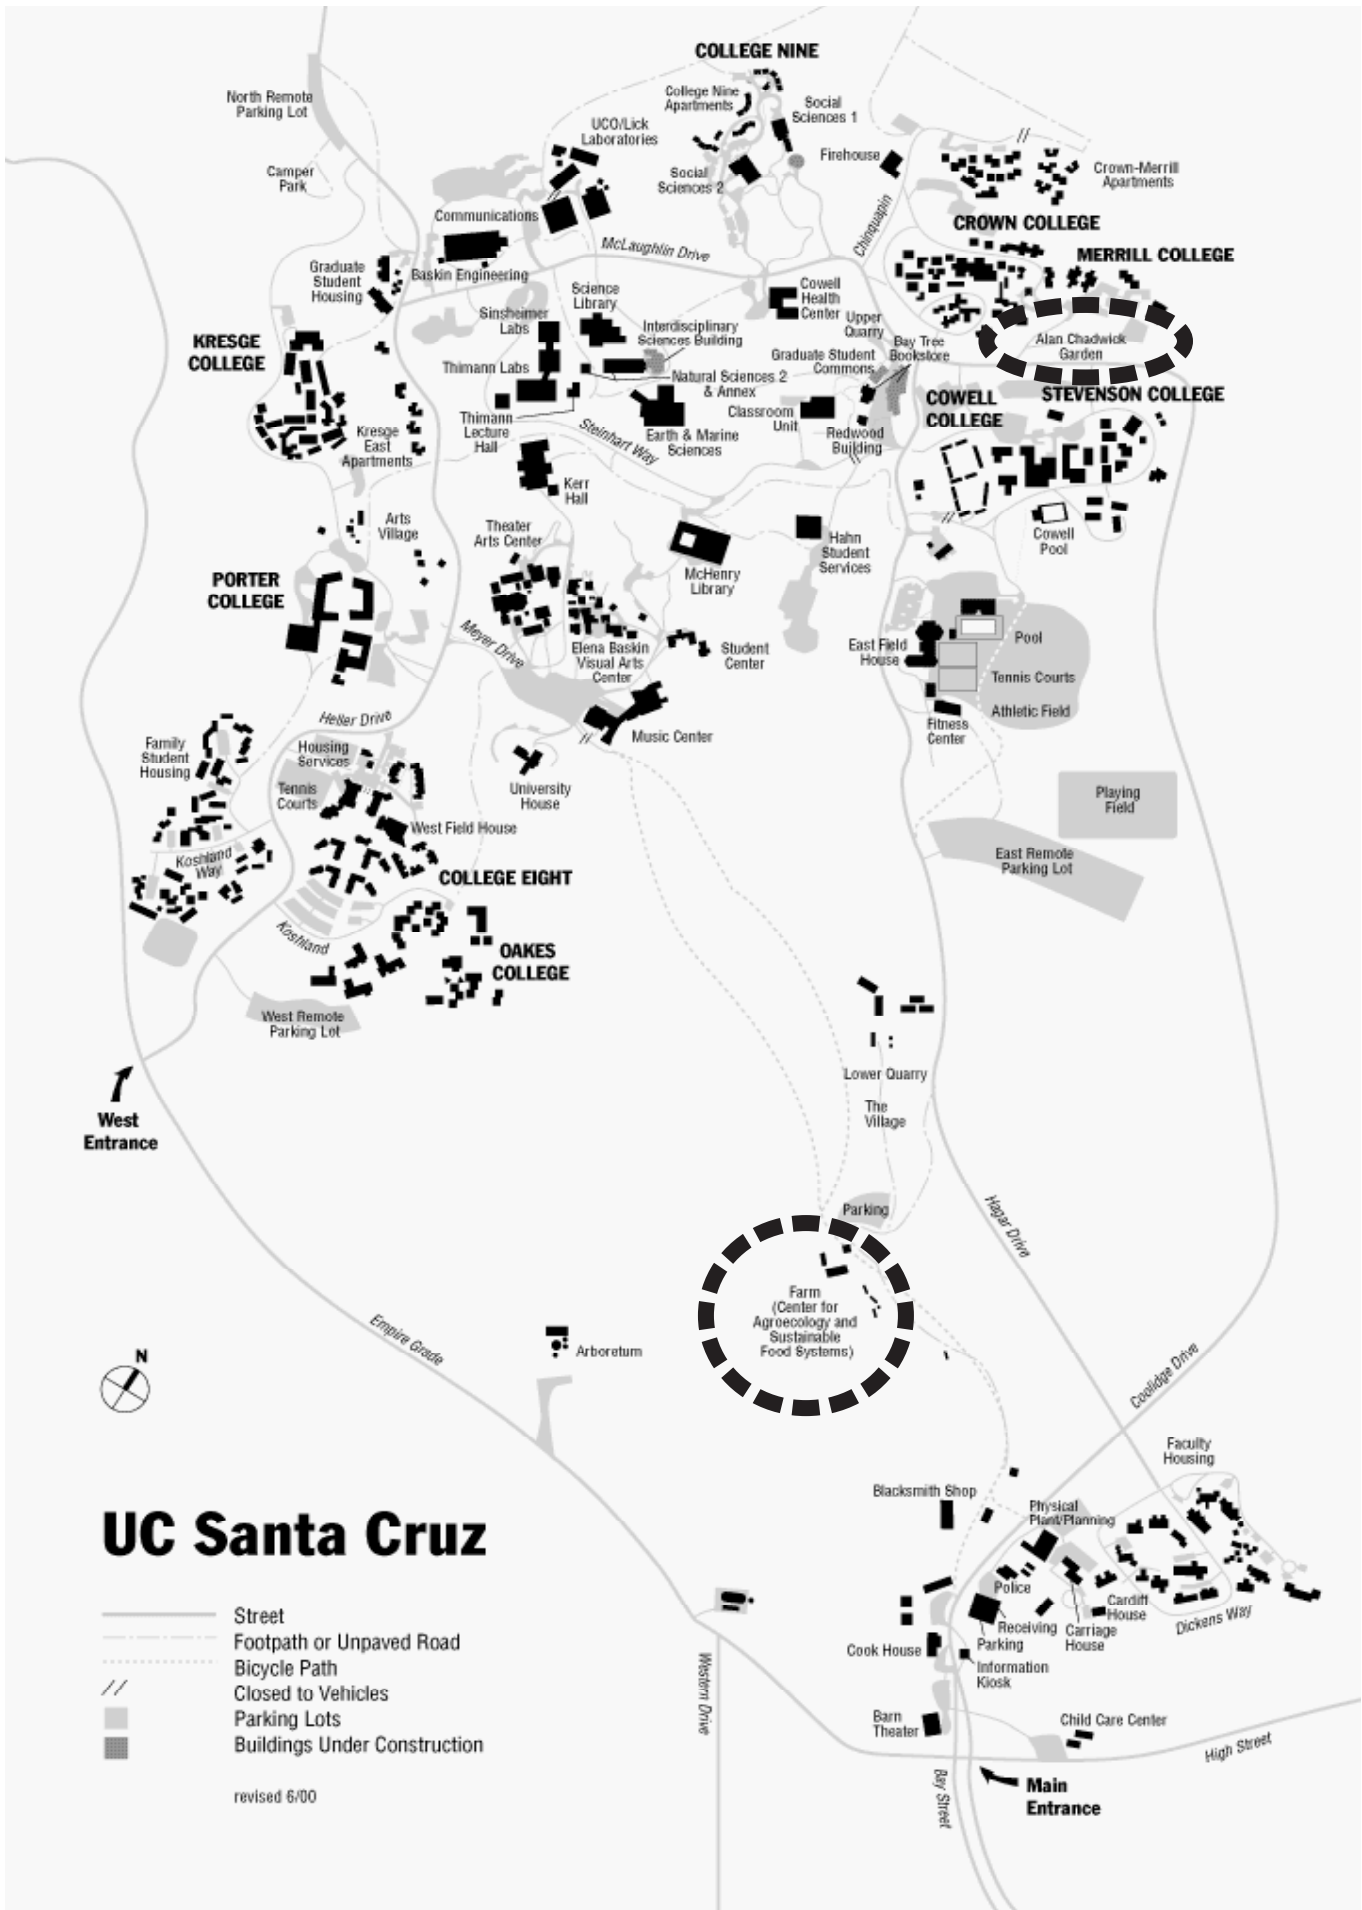 COLLEGE NINE
College Nine
Apartments
Social
Sciences 1
North Remote
Parking Lot
UCO/Lick
Laboratories
Firehouse
Social
Sciences 2
Camper
Park
Crown-Merrill
Apartments
Communications
Chinquapin
CROWN COLLEGE
McLaughlin Drive
MERRILL COLLEGE
Graduate
Student
Housing
Baskin Engineering
Science
Library
Cowell
Health
Center
Sinsheimer
Labs
Interdisciplinary
Sciences Building
Upper
Quarry
Bay Tree
Bookstore
Alan Chadwick
Garden
KRESGE
COLLEGE
Graduate Student
Commons
Thimann Labs
Natural Sciences 2
& Annex
STEVENSON COLLEGE
COWELL
COLLEGE
Classroom
Unit
Thimann
Lecture
Hall
Steinhart Way
Earth & Marine
Sciences
Redwood
Building
Kresge
East
Apartments
Kerr
Hall
Arts
Village
Theater
Arts Center
Hahn
Student
Services
Cowell
Pool
McHenry
Library
PORTER
COLLEGE
Meyer Drive
Elena Baskin
Visual Arts
Center
Student
Center
East Field
House
Pool
Tennis Courts
Athletic Field
Heller Drive
Fitness
Center
Music Center
Family
Student
Housing
Housing
Services
Tennis
Courts
University
House
Playing
Field
West Field House
Koshland
Way
East Remote
Parking Lot
COLLEGE EIGHT
Koshland
OAKES
COLLEGE
West Remote
Parking Lot
Lower Quarry
The
Village
West
Entrance
Parking
Hagar Drive
Farm
(Center for
Agroecology and
Sustainable
Food Systems)
Empire Grade
Arboretum
N
Coolidge Drive
Faculty
Housing
Blacksmith Shop
Physical
Plant/Planning
UC Santa Cruz
Police
Cardiff
House
Dickens Way
Receiving
Carriage
House
Parking
Cook House
Information
Kiosk
Street
Footpath or Unpaved Road
Bicycle Path
Closed to Vehicles
Parking Lots
Buildings Under Construction
Western Drive
Barn
Theater
Child Care Center
High Street
Bay Street
Main
Entrance
revised 6/00